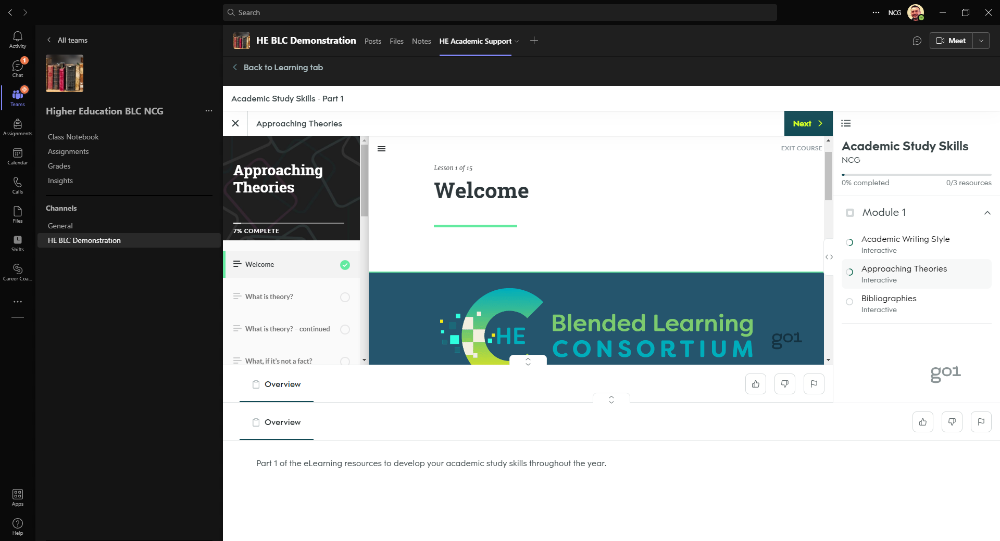 Search
NCG
Activity
1
Chat
@
Teams
Assignments
Calendar
Calls
Files
Shifts
Career Coa...
Apps
Help
All teams
Higher Education BLC NCG
Class Notebook
Assignments
Grades
Insights
Channels
General
HE BLC Demonstration
HE BLC Demonstration
Posts
Files
Notes
HE Academic Support
Meet
Back to Learning tab
Academic Study Skills - Part 1
Approaching Theories
Next
Approaching
Theories
7% COMPLETE
Welcome
What is theory?
What is theory? – continued
What, if it’s not a fact?
EXIT COURSE
Lesson 1 of 15
Welcome
HE
Blended Learning
CONSORTIUM
go1
Academic Study Skills
NCG
0% completed
0/3 resources
Module 1
Academic Writing Style
Interactive
Approaching Theories
Interactive
Bibliographies
Interactive
go1
Overview
Overview
Part 1 of the eLearning resources to develop your academic study skills throughout the year.